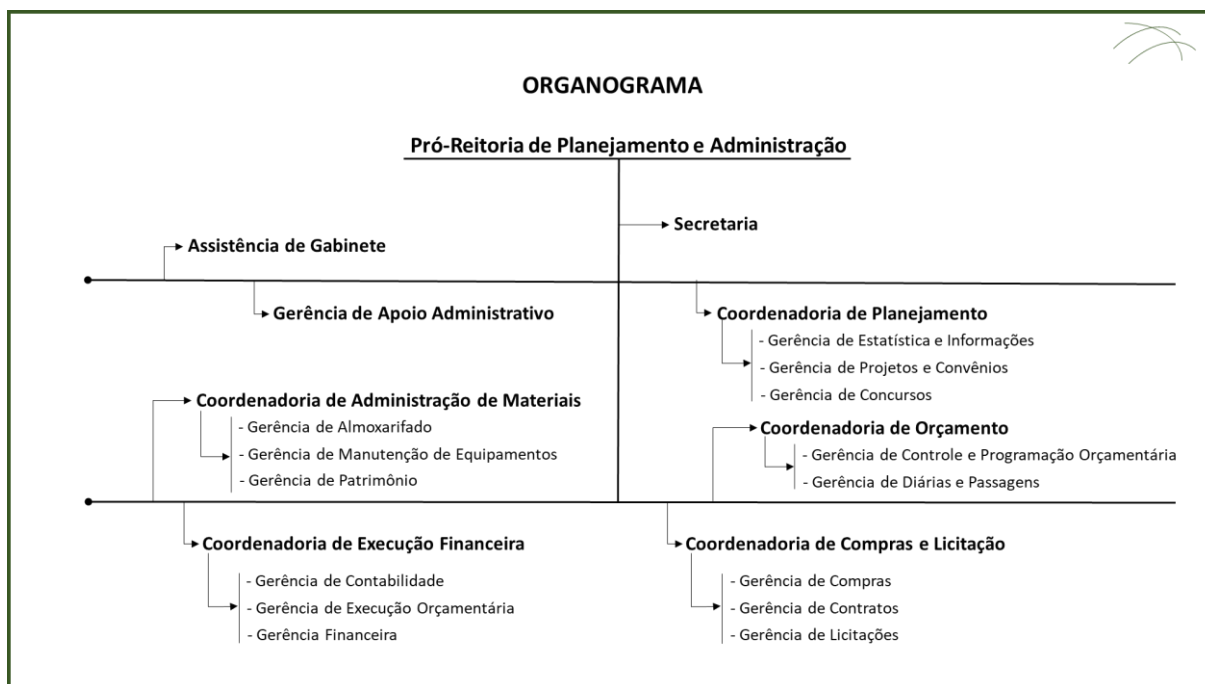 ORGANOGRAMA
Pró-Reitoria de Planejamento e Administração
Secretaria
Assistência de Gabinete
Gerência de Apoio Administrativo
Coordenadoria de Planejamento
- Gerência de Estatística e Informações
- Gerência de Projetos e Convênios
- Gerência de Concursos
Coordenadoria de Administração de Materiais
- Gerência de Almoxarifado
- Gerência de Manutenção de Equipamentos
- Gerência de Patrimônio
Coordenadoria de Orçamento
- Gerência de Controle e Programação Orçamentária
- Gerência de Diárias e Passagens
Coordenadoria de Execução Financeira
- Gerência de Contabilidade
- Gerência de Execução Orçamentária
- Gerência Financeira
Coordenadoria de Compras e Licitação
- Gerência de Compras
- Gerência de Contratos
- Gerência de Licitações